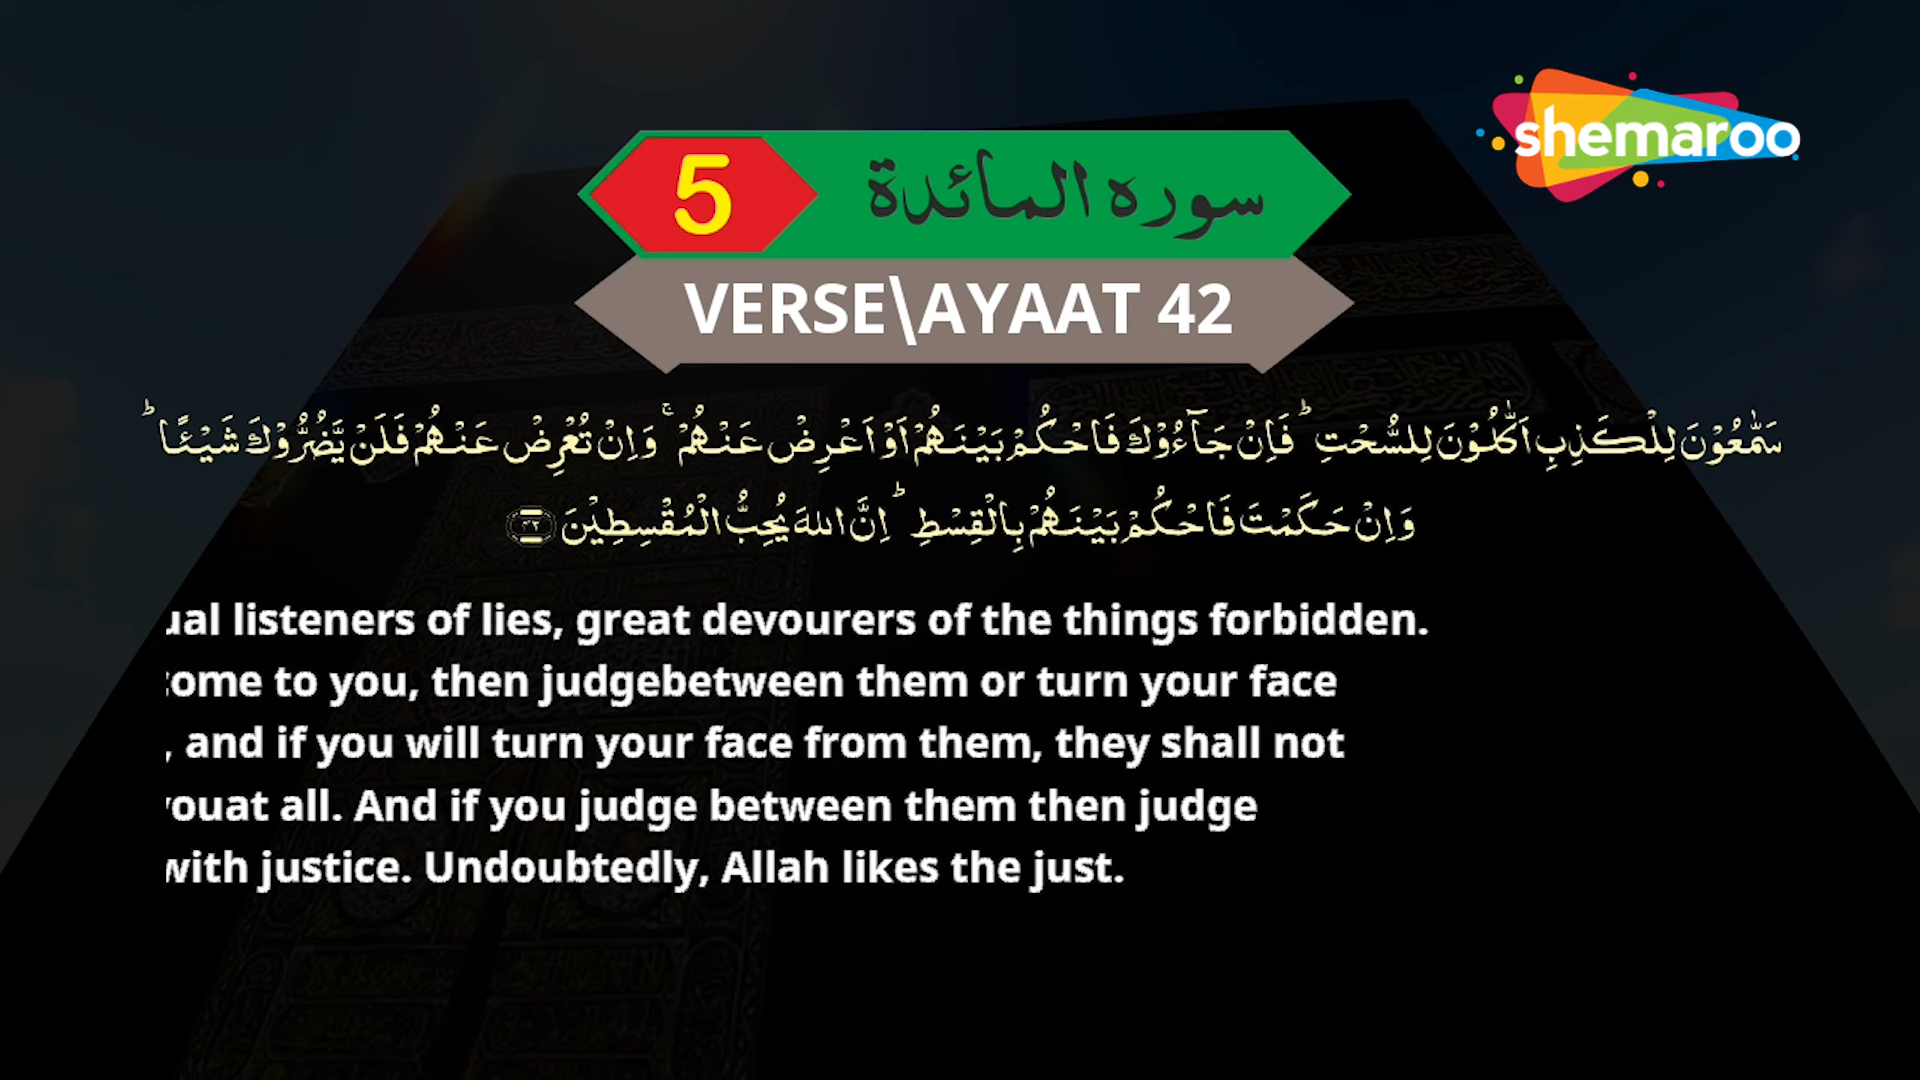 shemaroo
5 سوره المائدة
VERSE\AYAAT 42
سَمّٰعُوْنَ لِلْكَذِبِ اَكّٰلُوْنَ لِلسُّحْتِ ؕ فَاِنْ جَآءُوْكَ فَاحْكُمْ بَيْنَهُمْ اَوْ اَعْرِضْ عَنْهُمْ ۚ وَاِنْ تُعْرِضْ عَنْهُمْ فَلَنْ يَّضُرُّوْكَ شَيْـًٔا ؕ
وَاِنْ حَكَمْتَ فَاحْكُمْ بَيْنَهُمْ بِالْقِسْطِ ؕ اِنَّ اللهَ يُحِبُّ الْمُقْسِطِيْنَ ۝۴۲
ual listeners of lies, great devourers of the things forbidden.
ome to you, then judgebetween them or turn your face
, and if you will turn your face from them, they shall not
ouat all. And if you judge between them then judge
with justice. Undoubtedly, Allah likes the just.